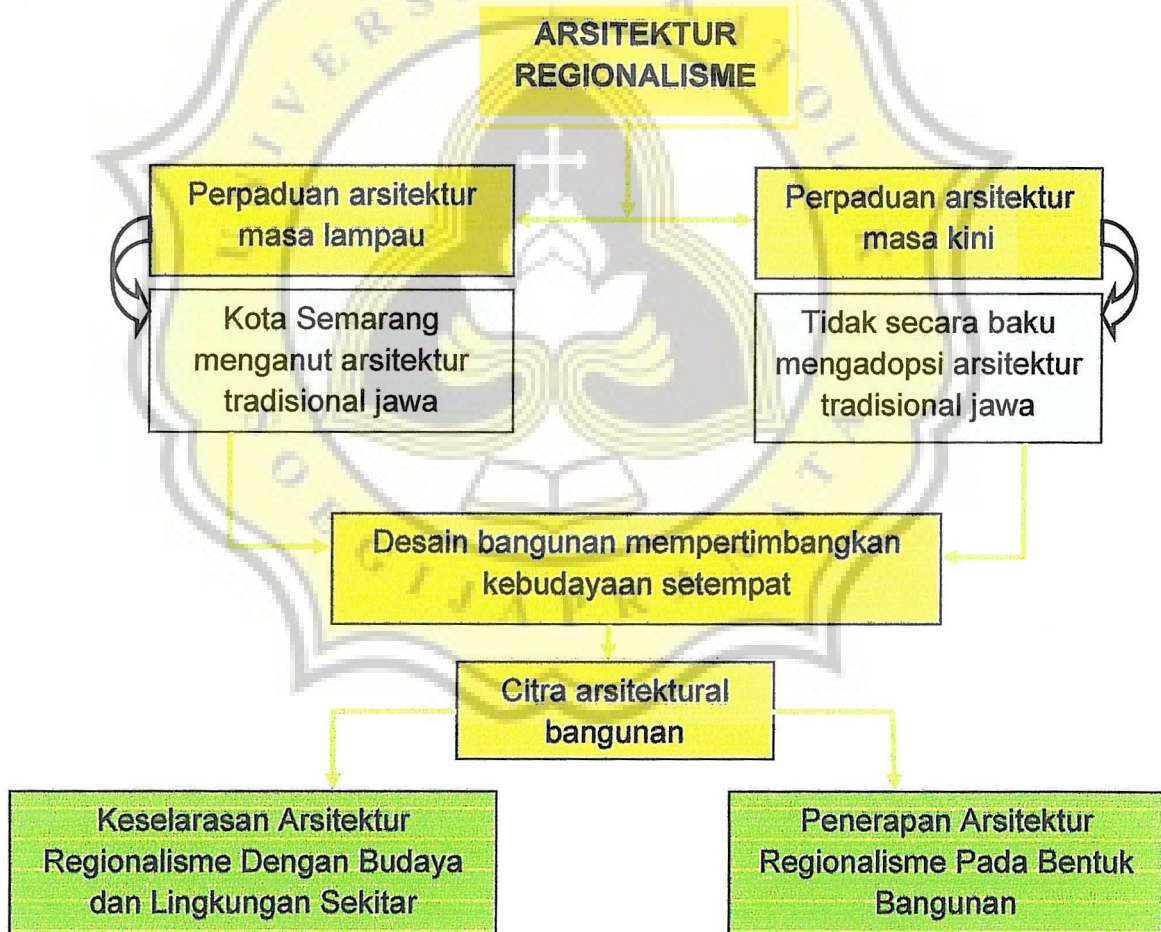 ARSITEKTUR
REGIONALISME
Perpaduan arsitektur
masa lampau
Perpaduan arsitektur
masa kini
Kota Semarang
menganut arsitektur
tradisional jawa
Tidak secara baku
mengadopsi arsitektur
tradisional jawa
Desain bangunan mempertimbangkan
kebudayaan setempat
Citra arsitektural
bangunan
Keselarasan Arsitektur
Regionalisme Dengan Budaya
dan Lingkungan Sekitar
Penerapan Arsitektur
Regionalisme Pada Bentuk
Bangunan